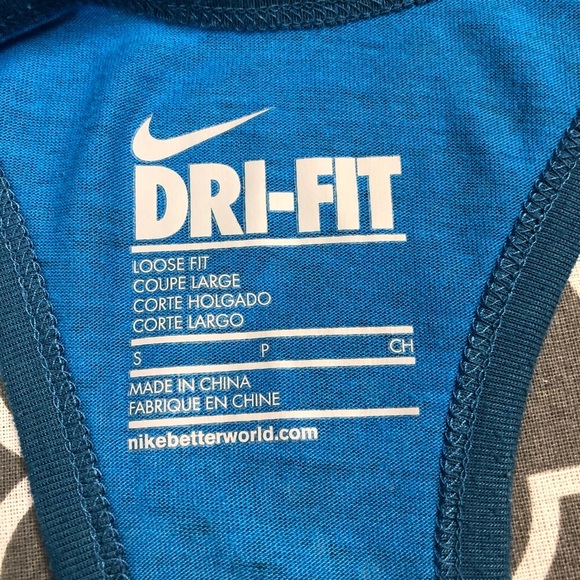 DRI-FIT
LOOSE FIT
COUPE LARGE
CORTE HOLGADO
CORTE LARGO
S P CH
MADE IN CHINA
FABRIQUE EN CHINE
nikebetterworld.com